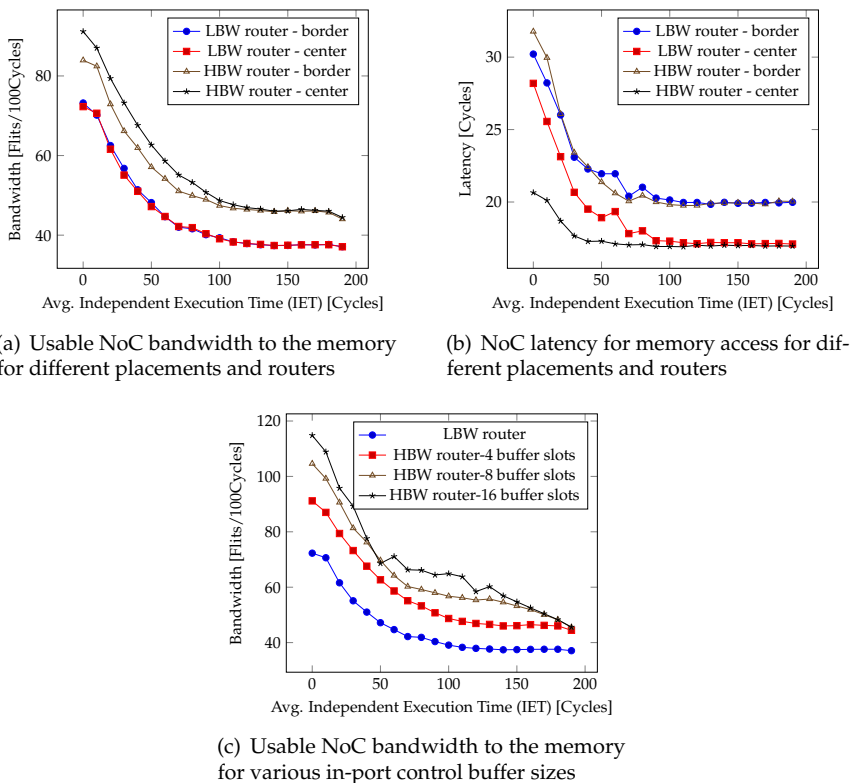 LBW router - border
LBW router - center
HBW router - border
HBW router - center
80
60
40
0 50 100 150 200
Bandwidth [Flits/100Cycles]
Avg. Independent Execution Time (IET) [Cycles]
(a) Usable NoC bandwidth to the memory
for different placements and routers
LBW router - border
LBW router - center
HBW router - border
HBW router - center
30
25
20
0 50 100 150 200
Latency [Cycles]
Avg. Independent Execution Time (IET) [Cycles]
(b) NoC latency for memory access for dif-
ferent placements and routers
LBW router
HBW router-4 buffer slots
HBW router-8 buffer slots
HBW router-16 buffer slots
120
100
80
60
40
0 50 100 150 200
Bandwidth [Flits/100Cycles]
Avg. Independent Execution Time (IET) [Cycles]
(c) Usable NoC bandwidth to the memory
for various in-port control buffer sizes